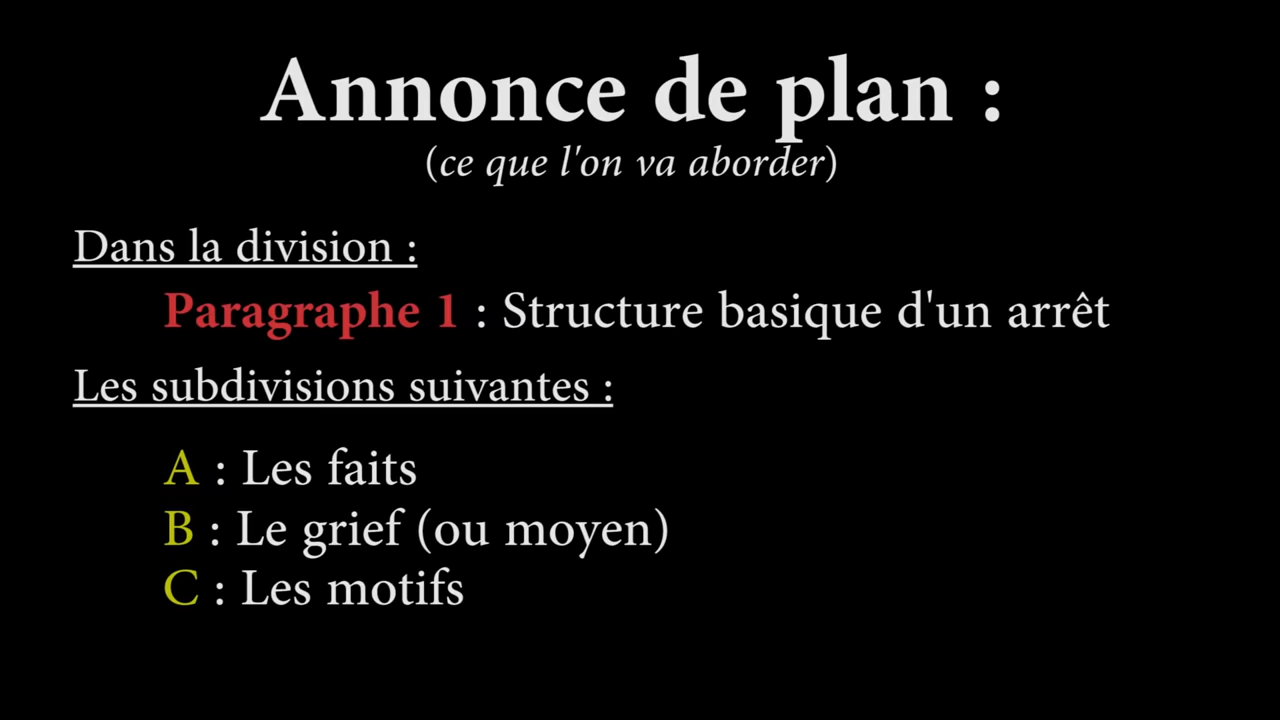 Annonce de plan :
(ce que l'on va aborder)
Dans la division :
Paragraphe 1 : Structure basique d'un arrêt
Les subdivisions suivantes :
A : Les faits
B : Le grief (ou moyen)
C : Les motifs